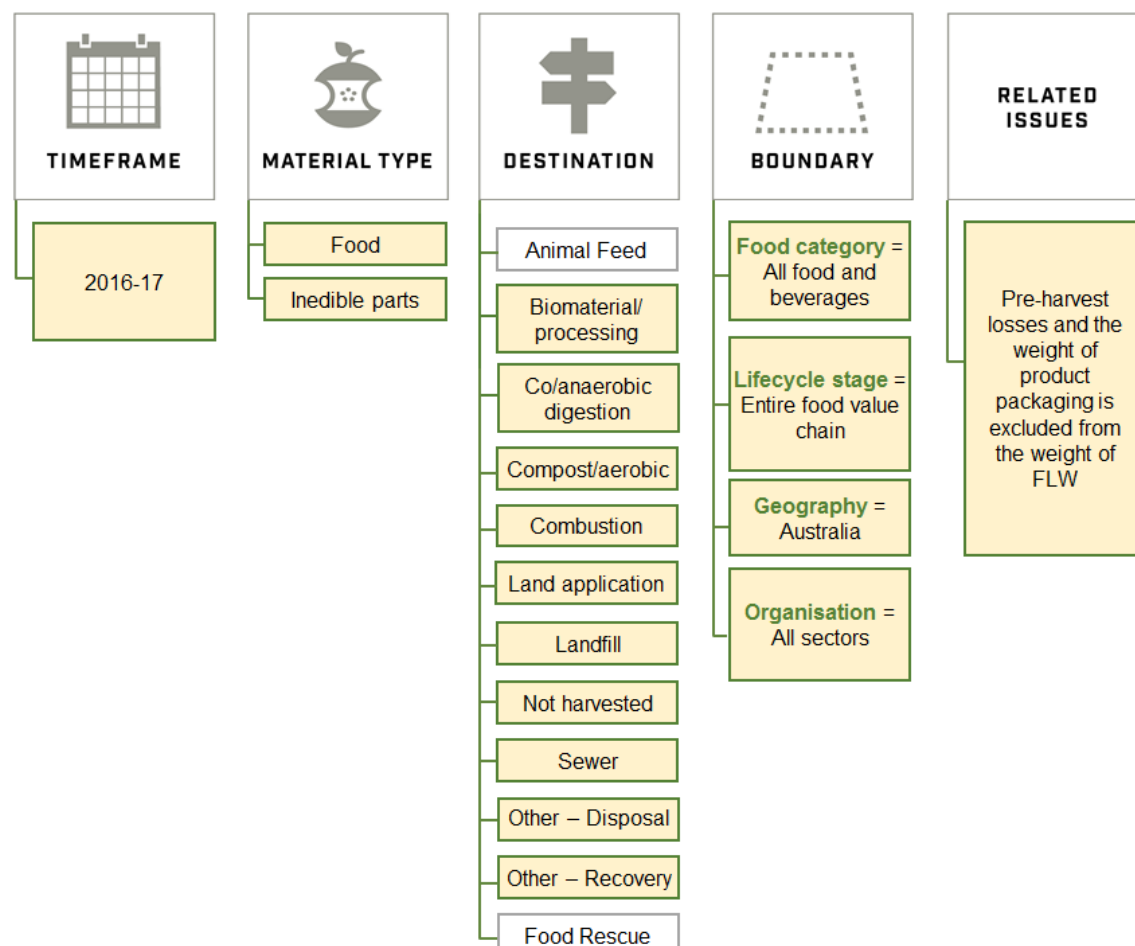 TIMEFRAME
2016-17
MATERIAL TYPE
Food
Inedible parts
DESTINATION
Animal Feed
Biomaterial/
processing
Co/anaerobic
digestion
Compost/aerobic
Combustion
Land application
Landfill
Not harvested
Sewer
Other – Disposal
Other – Recovery
Food Rescue
BOUNDARY
Food category =
All food and
beverages
Lifecycle stage =
Entire food value
chain
Geography =
Australia
Organisation =
All sectors
RELATED
ISSUES
Pre-harvest
losses and the
weight of
product
packaging is
excluded from
the weight of
FLW